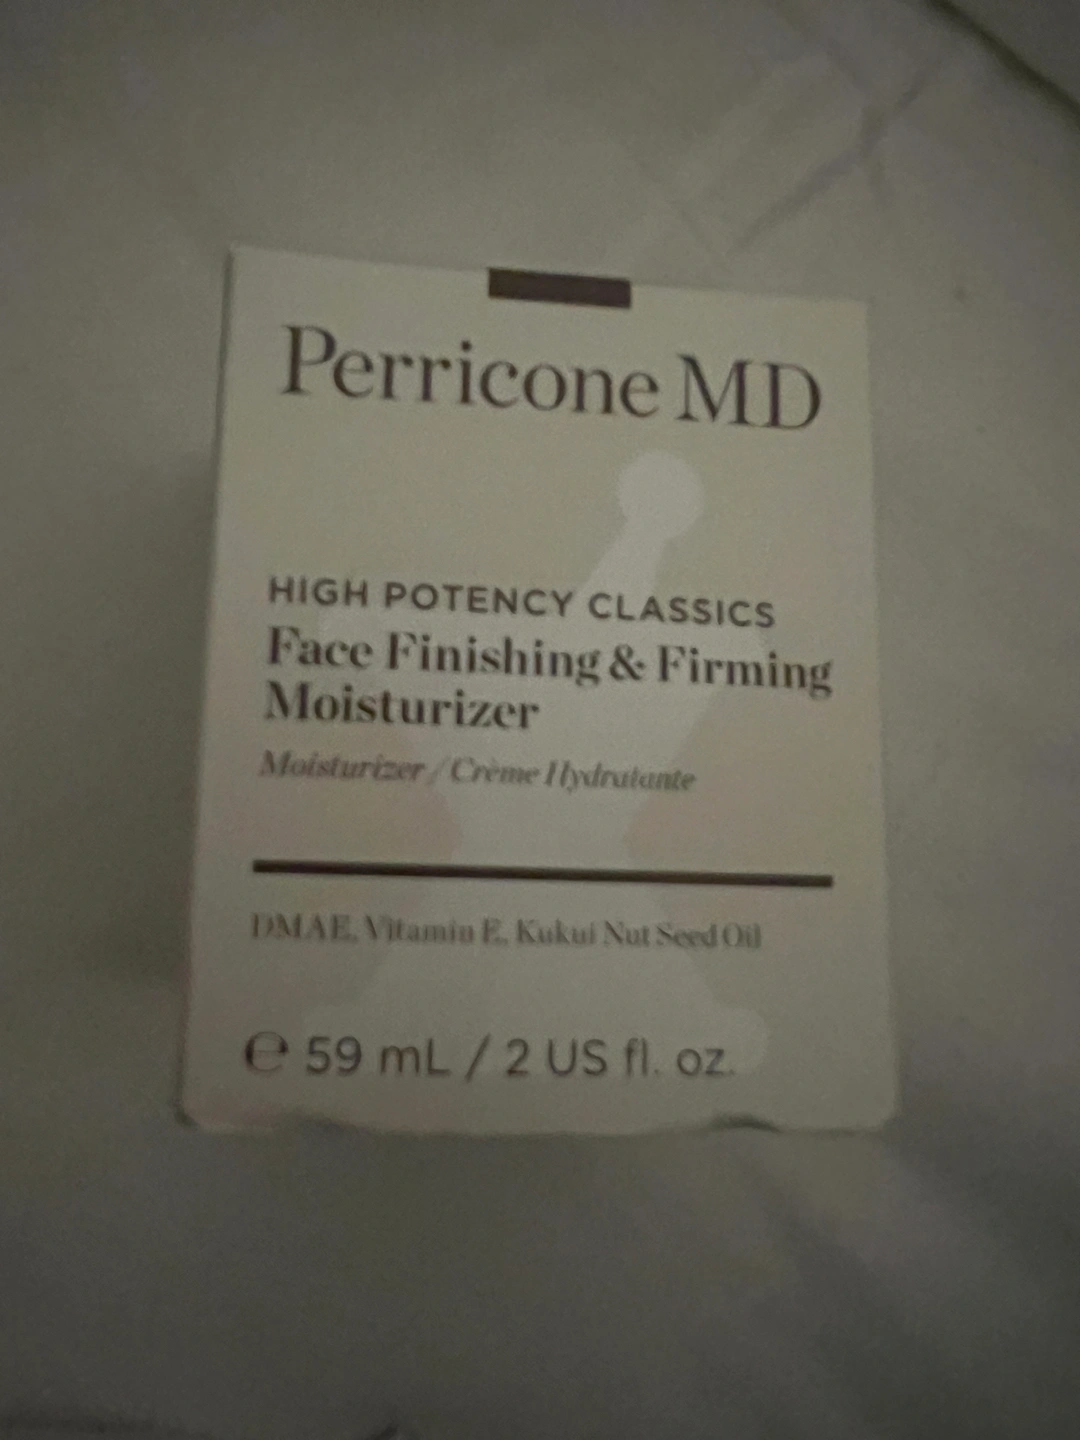 Perricone MD
HIGH POTENCY CLASSICS
Face Finishing & Firming
Moisturizer
Moisturizer / Crème Hydratante
DMAE, Vitamin E, Kukui Nut Seed Oil
℮ 59 mL / 2 US fl. oz.